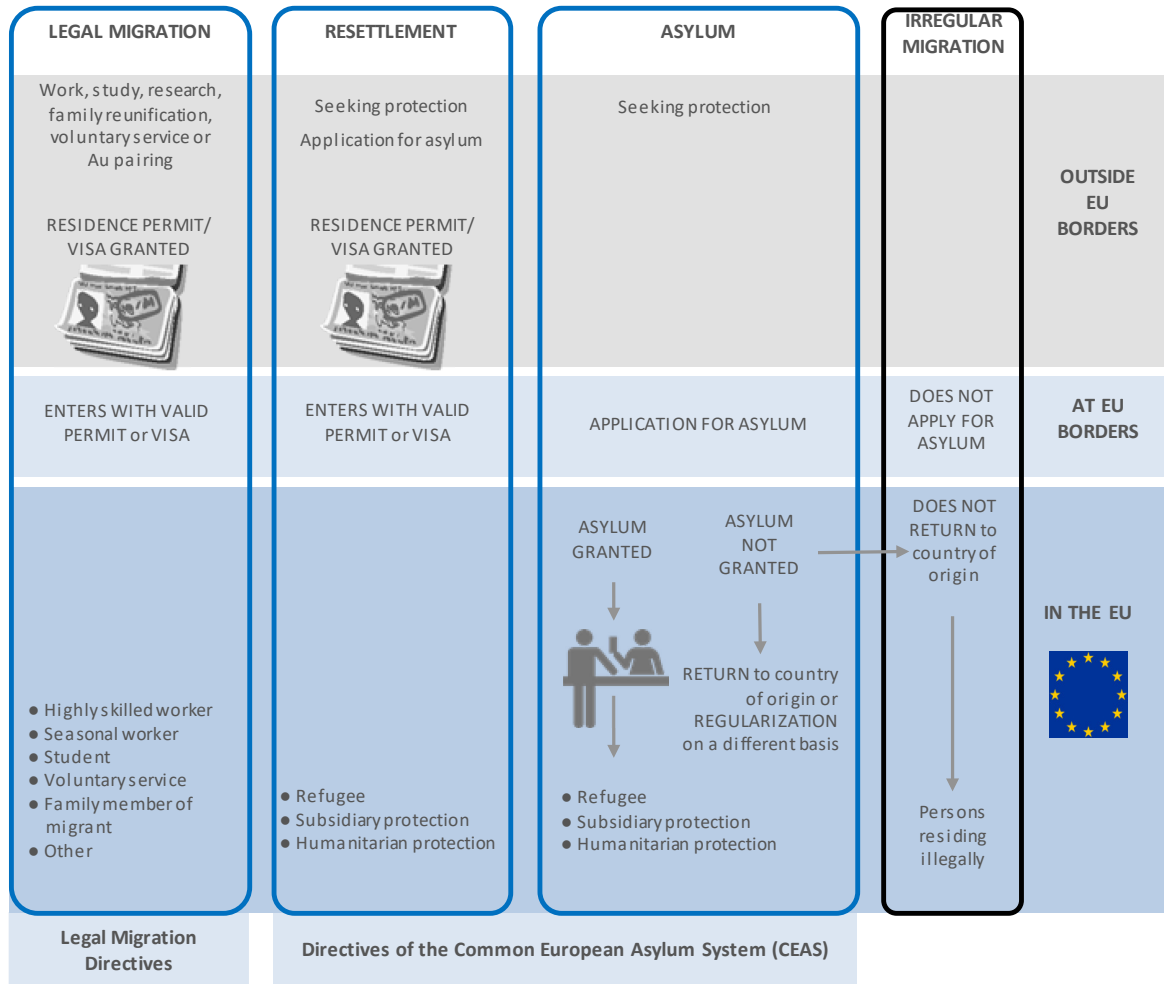 LEGAL MIGRATION
RESETTLEMENT
ASYLUM
IRREGULAR
MIGRATION
Work, study, research,
family reunification,
voluntary service or
Au pairing
RESIDENCE PERMIT/
VISA GRANTED
Seeking protection
Application for asylum
RESIDENCE PERMIT/
VISA GRANTED
Seeking protection
OUTSIDE
EU
BORDERS
ENTERS WITH VALID
PERMIT or VISA
ENTERS WITH VALID
PERMIT or VISA
APPLICATION FOR ASYLUM
DOES NOT
APPLY FOR
ASYLUM
AT EU
BORDERS
● Highly skilled worker
● Seasonal worker
● Student
● Voluntary service
● Family member of
migrant
● Other
● Refugee
● Subsidiary protection
● Humanitarian protection
ASYLUM
GRANTED
ASYLUM
NOT
GRANTED
RETURN to country
of origin or
REGULARIZATION
on a different basis
● Refugee
● Subsidiary protection
● Humanitarian protection
DOES NOT
RETURN to
country of
origin
Persons
residing
illegally
IN THE EU
Legal Migration
Directives
Directives of the Common European Asylum System (CEAS)